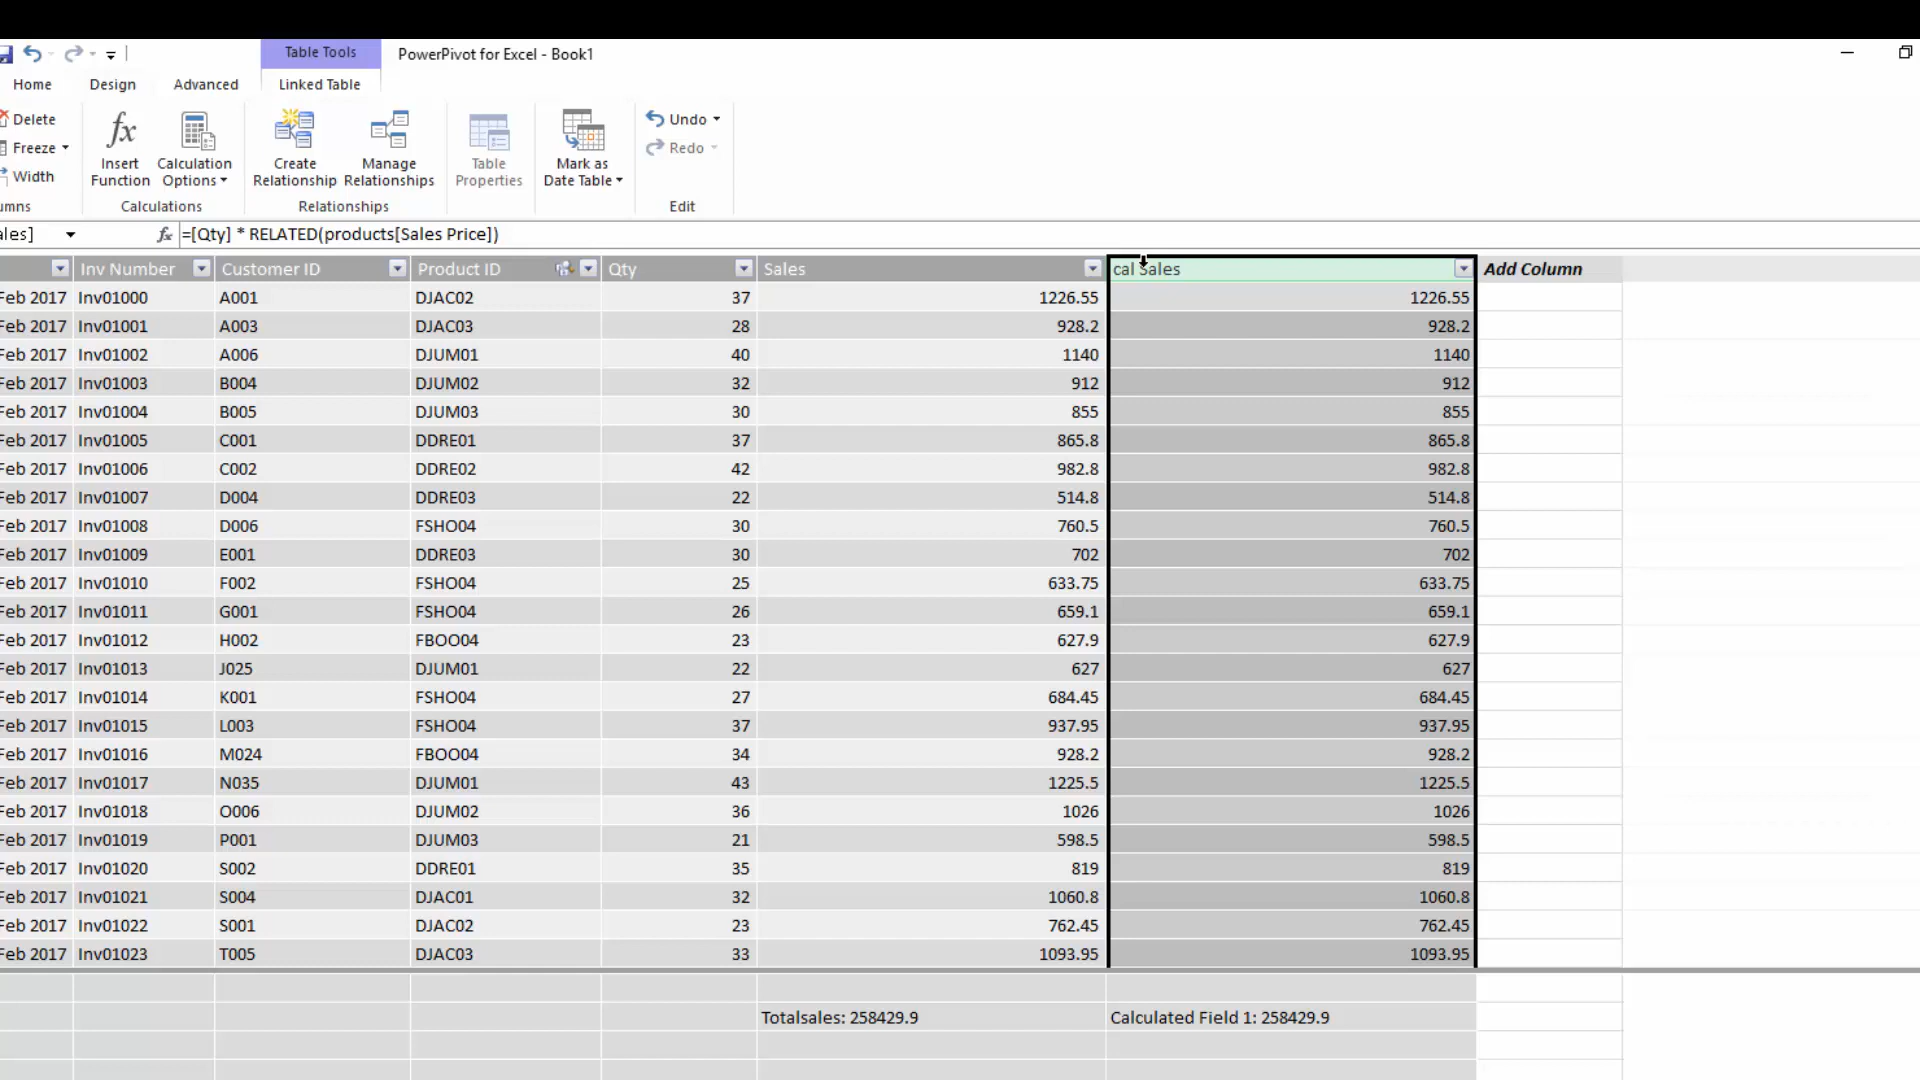 Table Tools PowerPivot for Excel - Book1
Home Design Advanced Linked Table
Delete
Freeze
Width
Insert Function
Calculation Options
Create Relationship
Manage Relationships
Table Properties
Mark as Date Table
Undo
Redo
umns Calculations Relationships Edit
ales] fx =[Qty] * RELATED(products[Sales Price])
Inv Number Customer ID Product ID Qty Sales cal Sales Add Column
Feb 2017 Inv01000 A001 DJAC02 37 1226.55 1226.55
Feb 2017 Inv01001 A003 DJAC03 28 928.2 928.2
Feb 2017 Inv01002 A006 DJUM01 40 1140 1140
Feb 2017 Inv01003 B004 DJUM02 32 912 912
Feb 2017 Inv01004 B005 DJUM03 30 855 855
Feb 2017 Inv01005 C001 DDRE01 37 865.8 865.8
Feb 2017 Inv01006 C002 DDRE02 42 982.8 982.8
Feb 2017 Inv01007 D004 DDRE03 22 514.8 514.8
Feb 2017 Inv01008 D006 FSHO04 30 760.5 760.5
Feb 2017 Inv01009 E001 DDRE03 30 702 702
Feb 2017 Inv01010 F002 FSHO04 25 633.75 633.75
Feb 2017 Inv01011 G001 FSHO04 26 659.1 659.1
Feb 2017 Inv01012 H002 FBOO04 23 627.9 627.9
Feb 2017 Inv01013 J025 DJUM01 22 627 627
Feb 2017 Inv01014 K001 FSHO04 27 684.45 684.45
Feb 2017 Inv01015 L003 FSHO04 37 937.95 937.95
Feb 2017 Inv01016 M024 FBOO04 34 928.2 928.2
Feb 2017 Inv01017 N035 DJUM01 43 1225.5 1225.5
Feb 2017 Inv01018 O006 DJUM02 36 1026 1026
Feb 2017 Inv01019 P001 DJUM03 21 598.5 598.5
Feb 2017 Inv01020 S002 DDRE01 35 819 819
Feb 2017 Inv01021 S004 DJAC01 32 1060.8 1060.8
Feb 2017 Inv01022 S001 DJAC02 23 762.45 762.45
Feb 2017 Inv01023 T005 DJAC03 33 1093.95 1093.95
Totalsales: 258429.9 Calculated Field 1: 258429.9